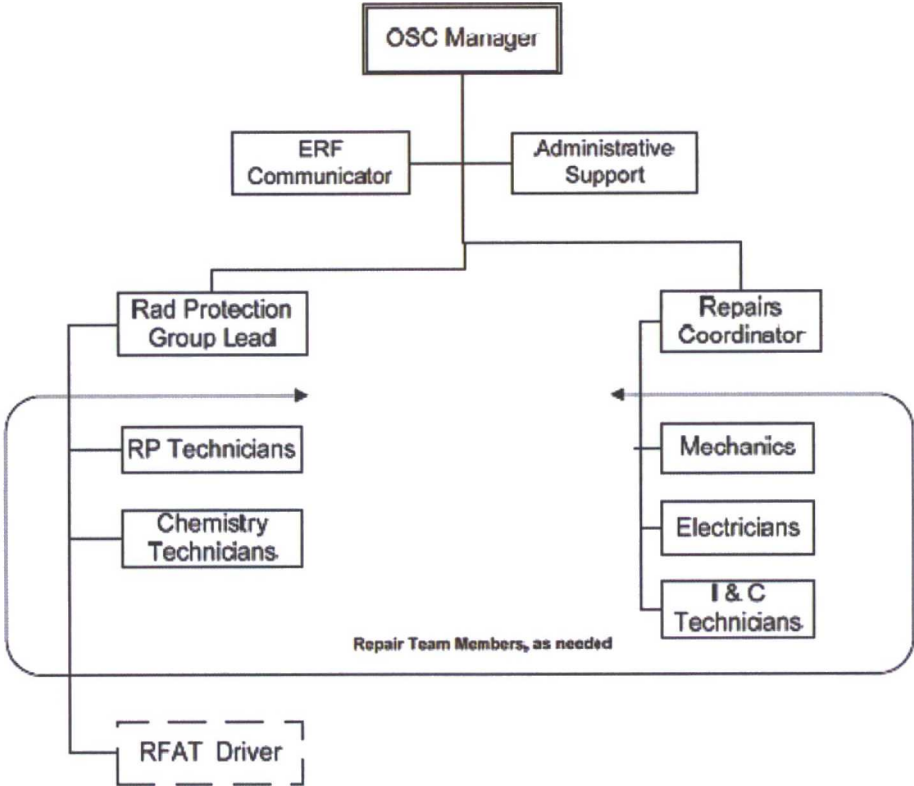 OSC Manager
ERF
Communicator
Administrative
Support
Rad Protection
Group Lead
Repairs
Coordinator
RP Technicians
Mechanics
Chemistry
Technicians
Electricians
I & C
Technicians
Repair Team Members, as needed
RFAT Driver